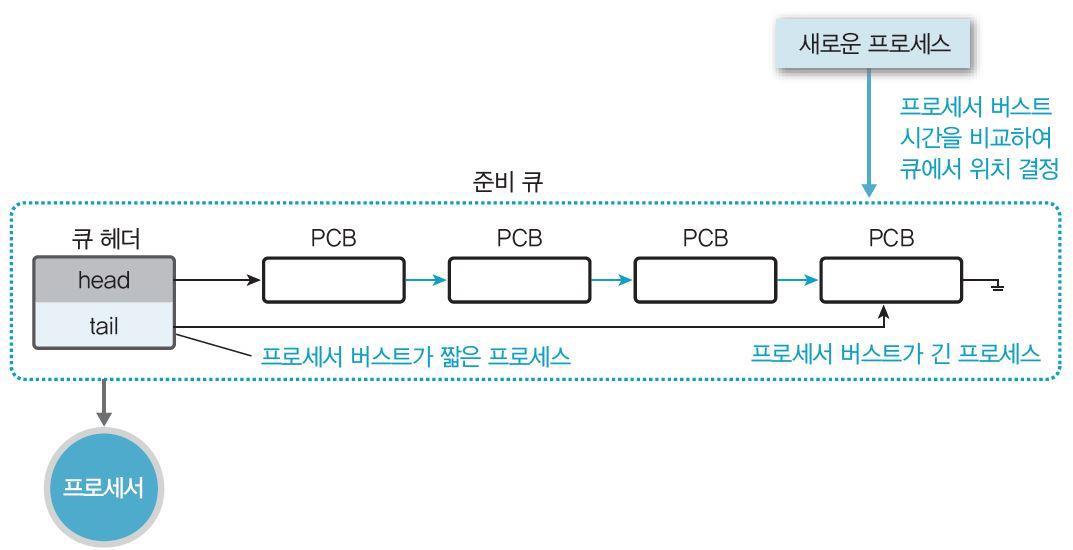 새로운 프로세스
프로세서 버스트
시간을 비교하여
큐에서 위치 결정
준비 큐
큐 헤더
PCB
PCB
PCB
PCB
head
tail
프로세서 버스트가 짧은 프로세스
프로세서 버스트가 긴 프로세스
프로세서